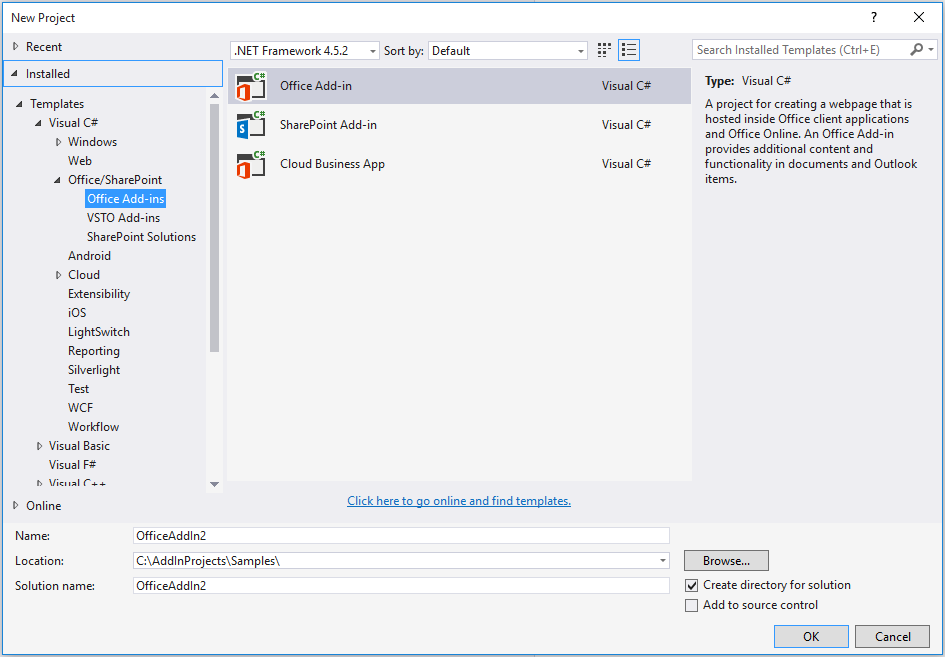 New Project
?
Recent
Installed
Templates
Visual C#
Windows
Web
Office/SharePoint
Office Add-ins
VSTO Add-ins
SharePoint Solutions
Android
Cloud
Extensibility
iOS
LightSwitch
Reporting
Silverlight
Test
WCF
Workflow
Visual Basic
Visual F#
Visual C++
Online
.NET Framework 4.5.2
Sort by:
Default
C#
Office Add-in
Visual C#
C#
SharePoint Add-in
Visual C#
C#
Cloud Business App
Visual C#
Click here to go online and find templates.
Search Installed Templates (Ctrl+E)
Type: Visual C#
A project for creating a webpage that is
hosted inside Office client applications
and Office Online. An Office Add-in
provides additional content and
functionality in documents and Outlook
items.
Name:
OfficeAddIn2
Location:
C:\AddInProjects\Samples\
Browse...
Solution name:
OfficeAddIn2
Create directory for solution
Add to source control
OK
Cancel